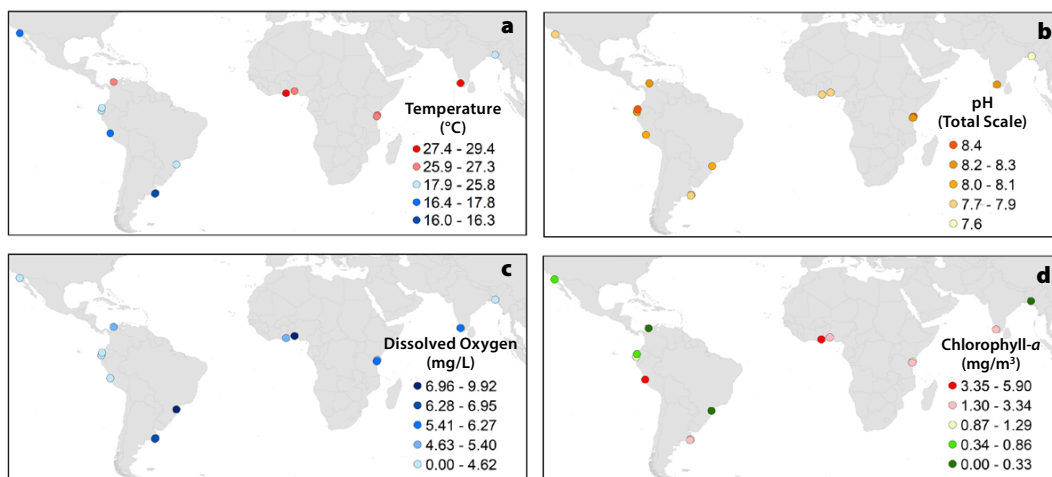 a
Temperature
(°C)
27.4 - 29.4
25.9 - 27.3
17.9 - 25.8
16.4 - 17.8
16.0 - 16.3
b
pH
(Total Scale)
8.4
8.2 - 8.3
8.0 - 8.1
7.7 - 7.9
7.6
c
Dissolved Oxygen
(mg/L)
6.96 - 9.92
6.28 - 6.95
5.41 - 6.27
4.63 - 5.40
0.00 - 4.62
d
Chlorophyll-a
(mg/m³)
3.35 - 5.90
1.30 - 3.34
0.87 - 1.29
0.34 - 0.86
0.00 - 0.33